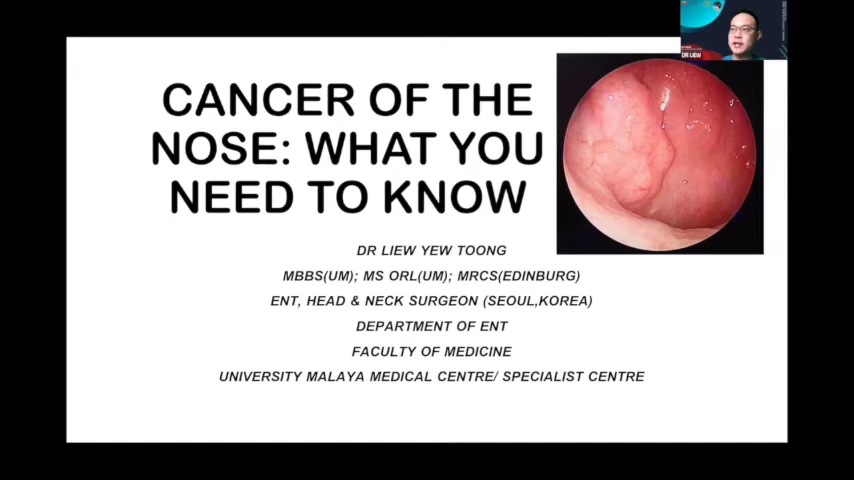 CANCER OF THE
NOSE: WHAT YOU
NEED TO KNOW
DR LIEW YEW TOONG
MBBS(UM); MS ORL(UM); MRCS(EDINBURG)
ENT, HEAD & NECK SURGEON (SEOUL,KOREA)
DEPARTMENT OF ENT
FACULTY OF MEDICINE
UNIVERSITY MALAYA MEDICAL CENTRE/ SPECIALIST CENTRE
DR LIEW